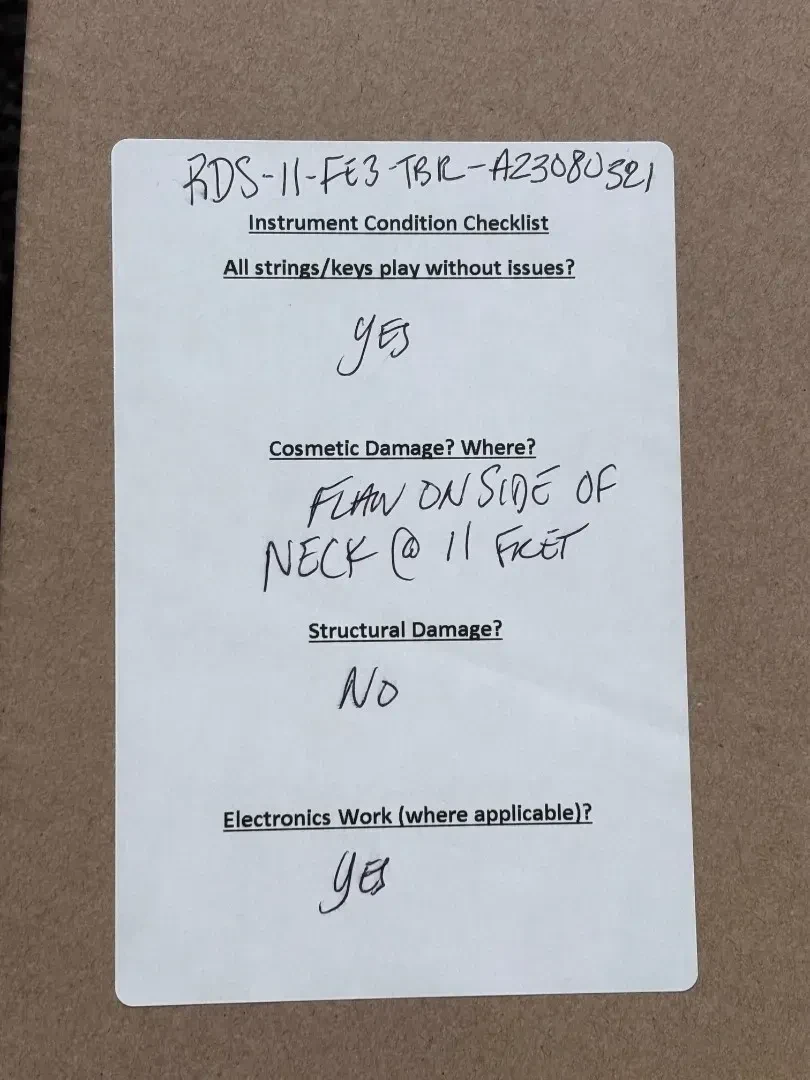 RDS-11-FE3-TBR-A23080321
Instrument Condition Checklist
All strings/keys play without issues?
YES
Cosmetic Damage? Where?
FLAW ON SIDE OF
NECK @ 11 FRET
Structural Damage?
NO
Electronics Work (where applicable)?
YES